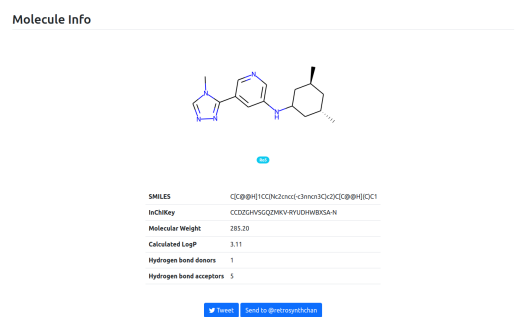 Molecule Info
N
N
N
N
N
H
Ro5
SMILES C[C@@H]1CC(Nc2cncc(-c3nncn3C)c2)C[C@@H](C)C1
InChIKey CCDZGHVSGQZMKV-RYUDHWBXSA-N
Molecular Weight 285.20
Calculated LogP 3.11
Hydrogen bond donors 1
Hydrogen bond acceptors 5
Tweet Send to @retrosynthchan